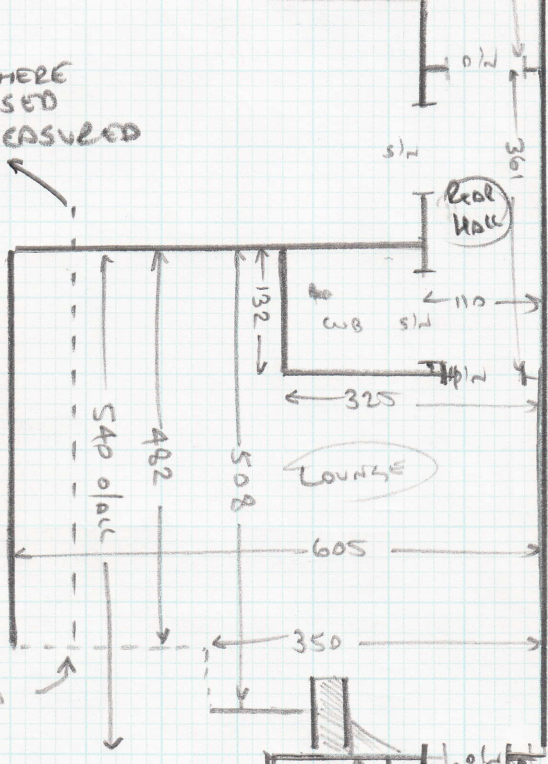 HERE
SED
EASURED
D/N
S/N
361
REAR
HALL
110
132
WB
S/N
D/N
325
540 O/ALL
482
508
LOUNGE
605
350